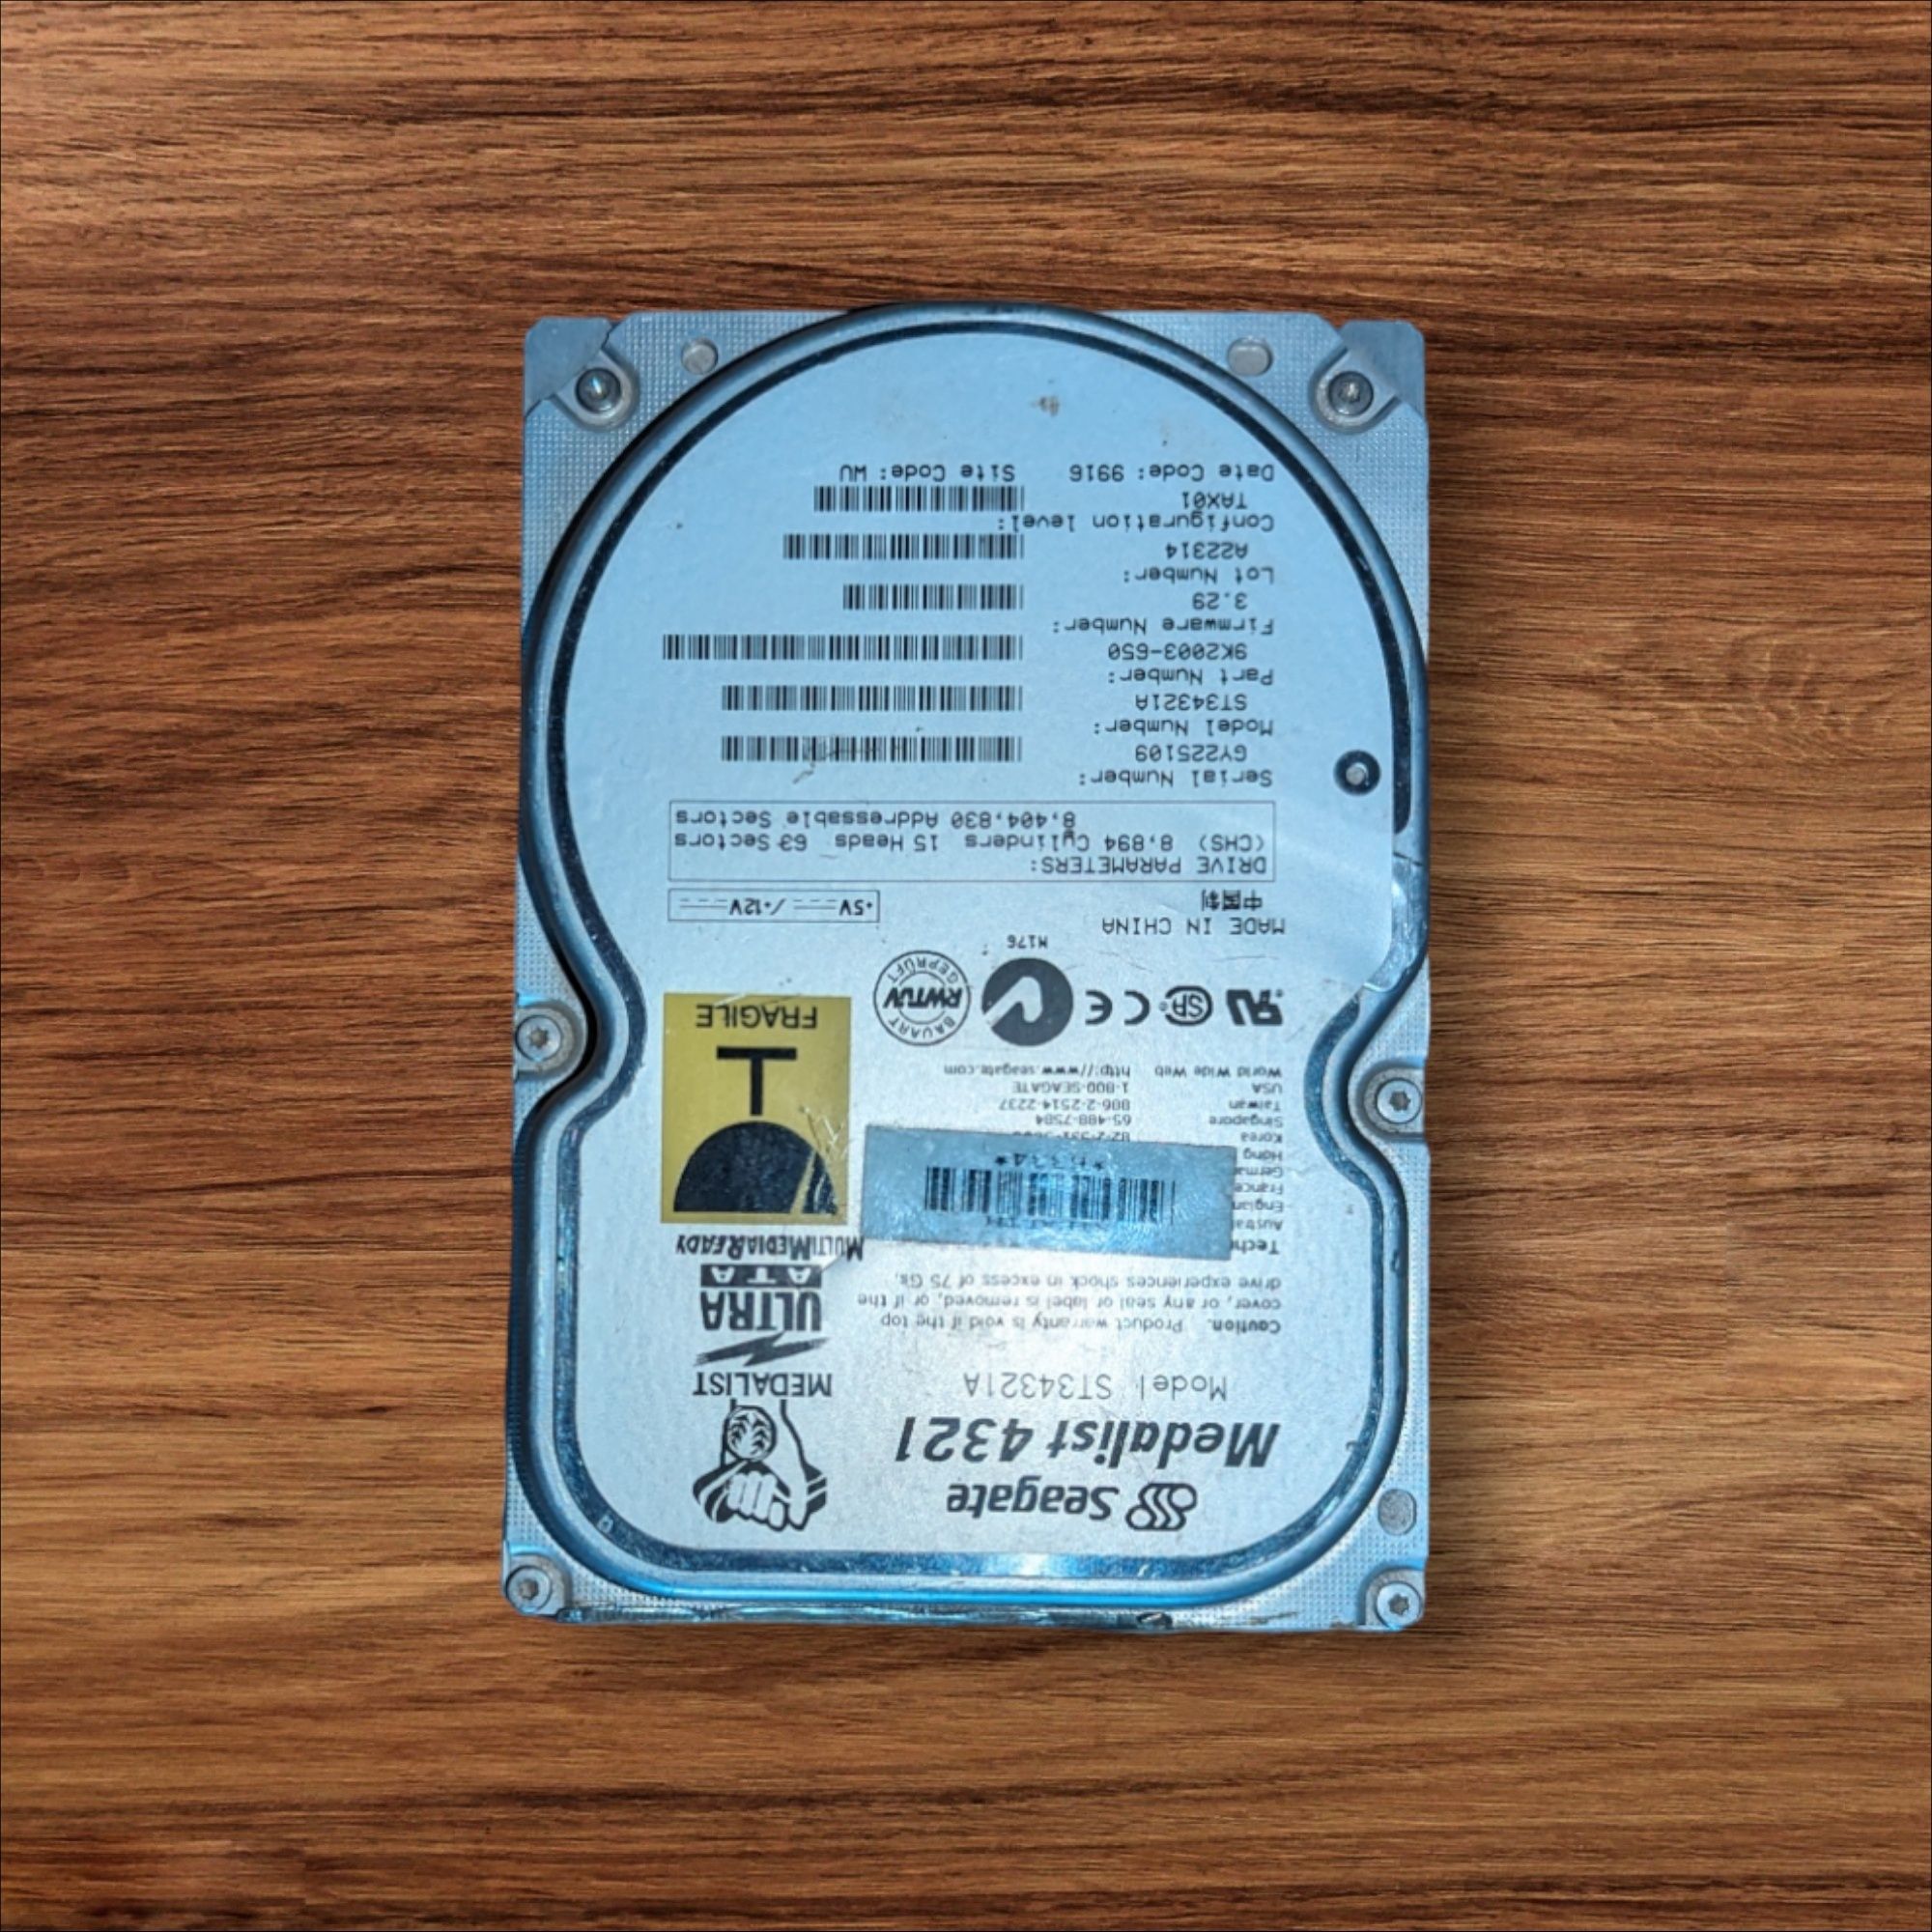 Seagate
Medalist 4321
Model ST34321A
MEDALIST
ULTRA
ATA
MULTIMEDIAREADY
Caution. Product warranty is void if the top
cover, or any seal or label is removed, or if the
drive experiences shock in excess of 75 Gs.
Korea
Singapore 65-488-7584
Taiwan 886-2-2514-2237
USA 1-800-SEAGATE
World Wide Web http://www.seagate.com
FRAGILE
BAUART
RWTÜV
GEPRÜFT
N176
MADE IN CHINA
中国制
+5V /+12V
DRIVE PARAMETERS:
(CHS) 8,894 Cylinders 15 Heads 63 Sectors
8,404,830 Addressable Sectors
Serial Number:
GY225109
Model Number:
ST34321A
Part Number:
9K2003-650
Firmware Number:
3.29
Lot Number:
A22314
Configuration level:
TAX01
Date Code: 9916 Site Code: WU